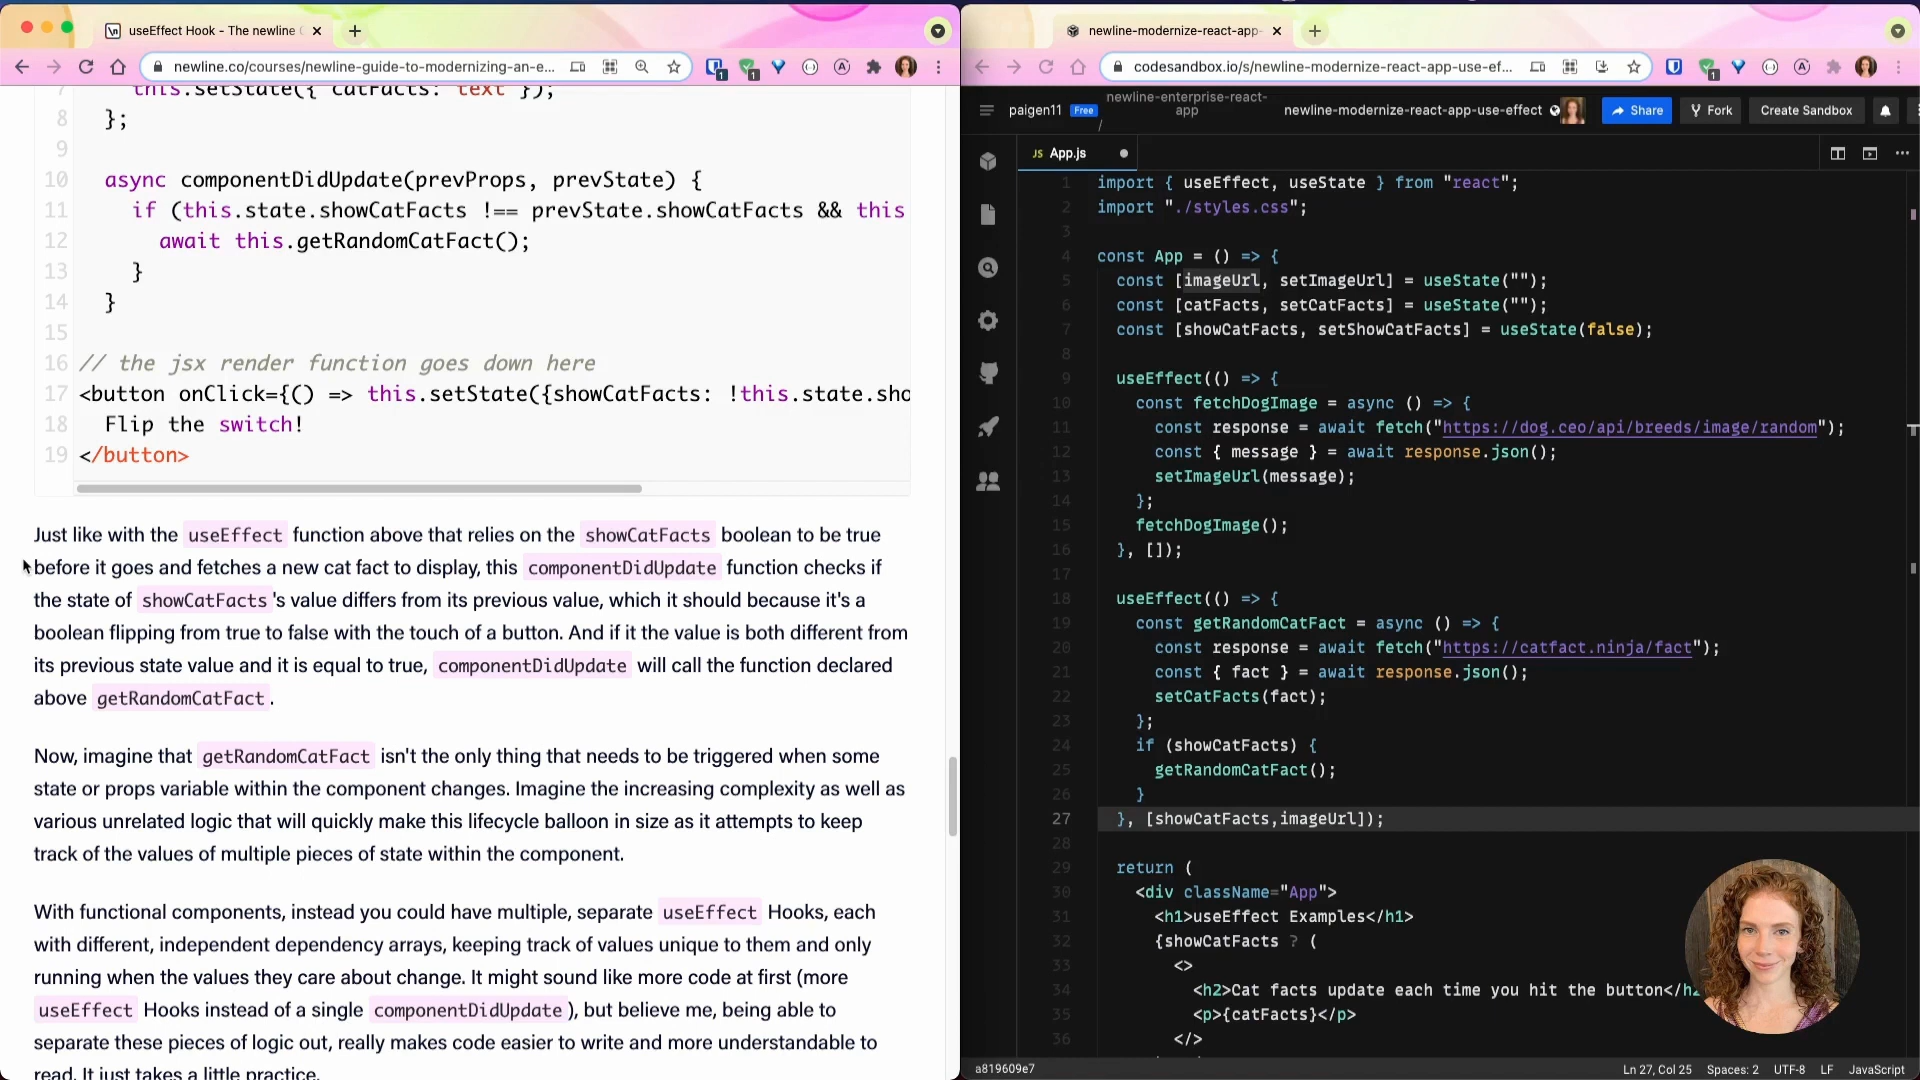 useEffect Hook - The newline
newline.co/courses/newline-guide-to-modernizing-an-e...
7 this.setState({ catFacts: text });
8 };
9
10 async componentDidUpdate(prevProps, prevState) {
11 if (this.state.showCatFacts !== prevState.showCatFacts && this
12 await this.getRandomCatFact();
13 }
14 }
15
16 // the jsx render function goes down here
17 <button onClick={() => this.setState({showCatFacts: !this.state.sho
18 Flip the switch!
19 </button>
Just like with the useEffect function above that relies on the showCatFacts boolean to be true
before it goes and fetches a new cat fact to display, this componentDidUpdate function checks if
the state of showCatFacts 's value differs from its previous value, which it should because it's a
boolean flipping from true to false with the touch of a button. And if it the value is both different from
its previous state value and it is equal to true, componentDidUpdate will call the function declared
above getRandomCatFact.
Now, imagine that getRandomCatFact isn't the only thing that needs to be triggered when some
state or props variable within the component changes. Imagine the increasing complexity as well as
various unrelated logic that will quickly make this lifecycle balloon in size as it attempts to keep
track of the values of multiple pieces of state within the component.
With functional components, instead you could have multiple, separate useEffect Hooks, each
with different, independent dependency arrays, keeping track of values unique to them and only
running when the values they care about change. It might sound like more code at first (more
useEffect Hooks instead of a single componentDidUpdate ), but believe me, being able to
separate these pieces of logic out, really makes code easier to write and more understandable to
read. It just takes a little practice.
newline-modernize-react-app-
codesandbox.io/s/newline-modernize-react-app-use-ef...
paigen11 Free newline-enterprise-react-app / newline-modernize-react-app-use-effect Share Fork Create Sandbox
JS App.js
1 import { useEffect, useState } from "react";
2 import "./styles.css";
3
4 const App = () => {
5 const [imageUrl, setImageUrl] = useState("");
6 const [catFacts, setCatFacts] = useState("");
7 const [showCatFacts, setShowCatFacts] = useState(false);
8
9 useEffect(() => {
10 const fetchDogImage = async () => {
11 const response = await fetch("https://dog.ceo/api/breeds/image/random");
12 const { message } = await response.json();
13 setImageUrl(message);
14 };
15 fetchDogImage();
16 }, []);
17
18 useEffect(() => {
19 const getRandomCatFact = async () => {
20 const response = await fetch("https://catfact.ninja/fact");
21 const { fact } = await response.json();
22 setCatFacts(fact);
23 };
24 if (showCatFacts) {
25 getRandomCatFact();
26 }
27 }, [showCatFacts,imageUrl]);
28
29 return (
30 <div className="App">
31 <h1>useEffect Examples</h1>
32 {showCatFacts ? (
33 <>
34 <h2>Cat facts update each time you hit the button</h2
35 <p>{catFacts}</p>
36 </>
a819609e7 Ln 27, Col 25 Spaces: 2 UTF-8 LF JavaScript